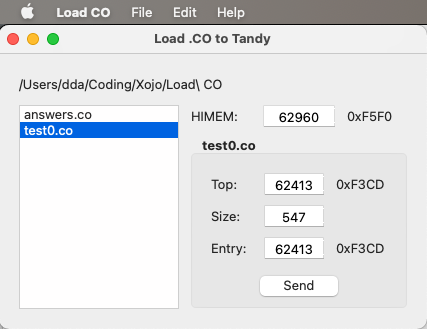 Load CO File Edit Help
Load .CO to Tandy
/Users/dda/Coding/Xojo/Load\ CO
answers.co
test0.co
HIMEM: 62960 0xF5F0
test0.co
Top: 62413 0xF3CD
Size: 547
Entry: 62413 0xF3CD
Send